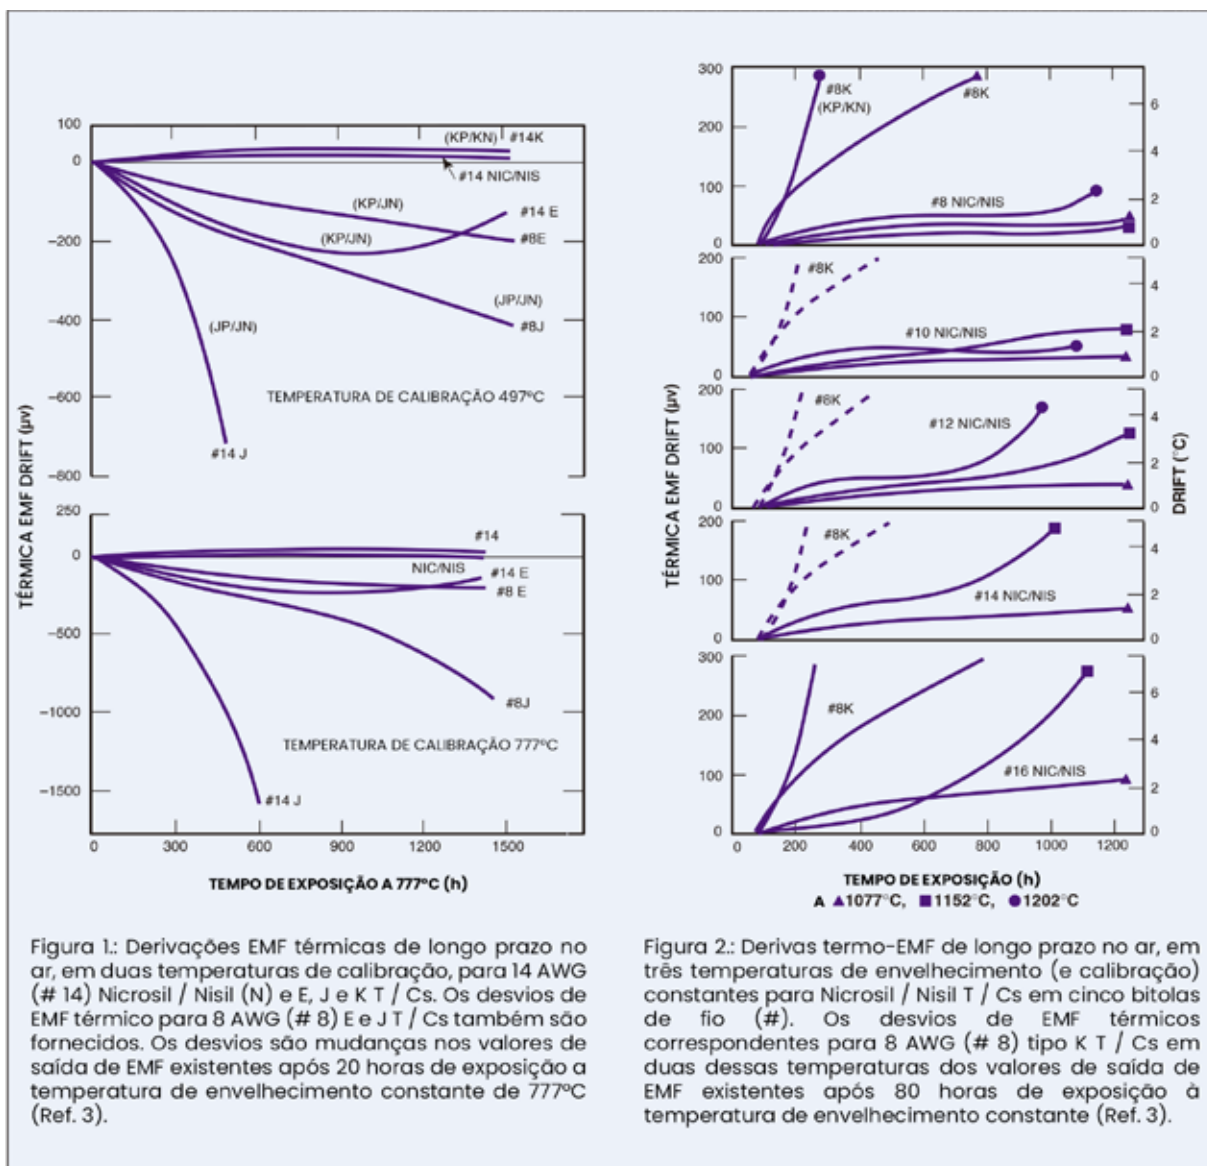 TÉRMICA EMF DRIFT (µv)
100
0
-200
-400
-600
-800
(KP/KN) #14K
#14 NIC/NIS
(KP/JN)
#14 E
(KP/JN)
#8E
(JP/JN)
#8J
(JP/JN)
TEMPERATURA DE CALIBRAÇÃO 497°C
#14 J
250
0
-500
-1000
-1500
#14
NIC/NIS
#14 E
#8 E
#8J
TEMPERATURA DE CALIBRAÇÃO 777°C
#14 J
0 300 600 900 1200 1500
TEMPO DE EXPOSIÇÃO A 777°C (h)
Figura 1.: Derivações EMF térmicas de longo prazo no
ar, em duas temperaturas de calibração, para 14 AWG
(# 14) Nicrosil / Nisil (N) e E, J e K T / Cs. Os desvios de
EMF térmico para 8 AWG (# 8) E e J T / Cs também são
fornecidos. Os desvios são mudanças nos valores de
saída de EMF existentes após 20 horas de exposição a
temperatura de envelhecimento constante de 777°C
(Ref. 3).
TÉRMICA EMF DRIFT (µv)
DRIFT (°C)
300
200
100
0
6
4
2
0
#8K
(KP/KN)
#8K
#8 NIC/NIS
200
100
0
4
2
0
#8K
#10 NIC/NIS
200
100
0
4
2
0
#8K
#12 NIC/NIS
200
100
0
4
2
0
#8K
#14 NIC/NIS
300
200
100
0
6
4
2
0
#8K
#16 NIC/NIS
0 200 400 600 800 1000 1200
TEMPO DE EXPOSIÇÃO (h)
A ▲1077°C, ■1152°C, ●1202°C
Figura 2.: Derivas termo-EMF de longo prazo no ar, em
três temperaturas de envelhecimento (e calibração)
constantes para Nicrosil / Nisil T / Cs em cinco bitolas
de fio (#). Os desvios de EMF térmicos
correspondentes para 8 AWG (# 8) tipo K T / Cs em
duas dessas temperaturas dos valores de saída de
EMF existentes após 80 horas de exposição à
temperatura de envelhecimento constante (Ref. 3).